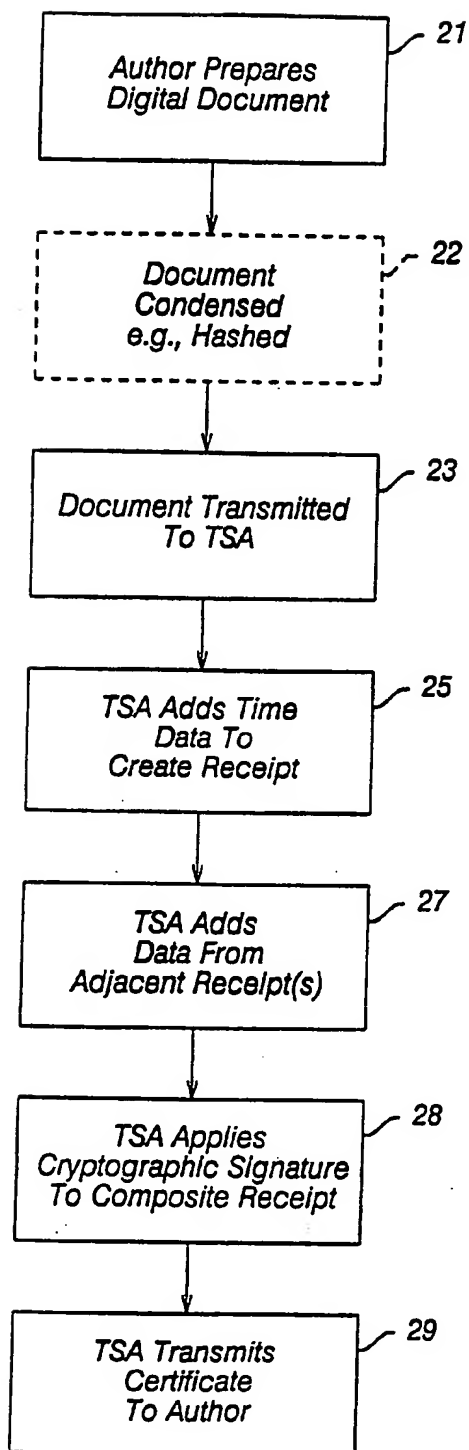 21
Author Prepares
Digital Document
22
Document
Condensed
e.g., Hashed
23
Document Transmitted
To TSA
25
TSA Adds Time
Data To
Create Receipt
27
TSA Adds
Data From
Adjacent Receipt(s)
28
TSA Applies
Cryptographic Signature
To Composite Receipt
29
TSA Transmits
Certificate
To Author